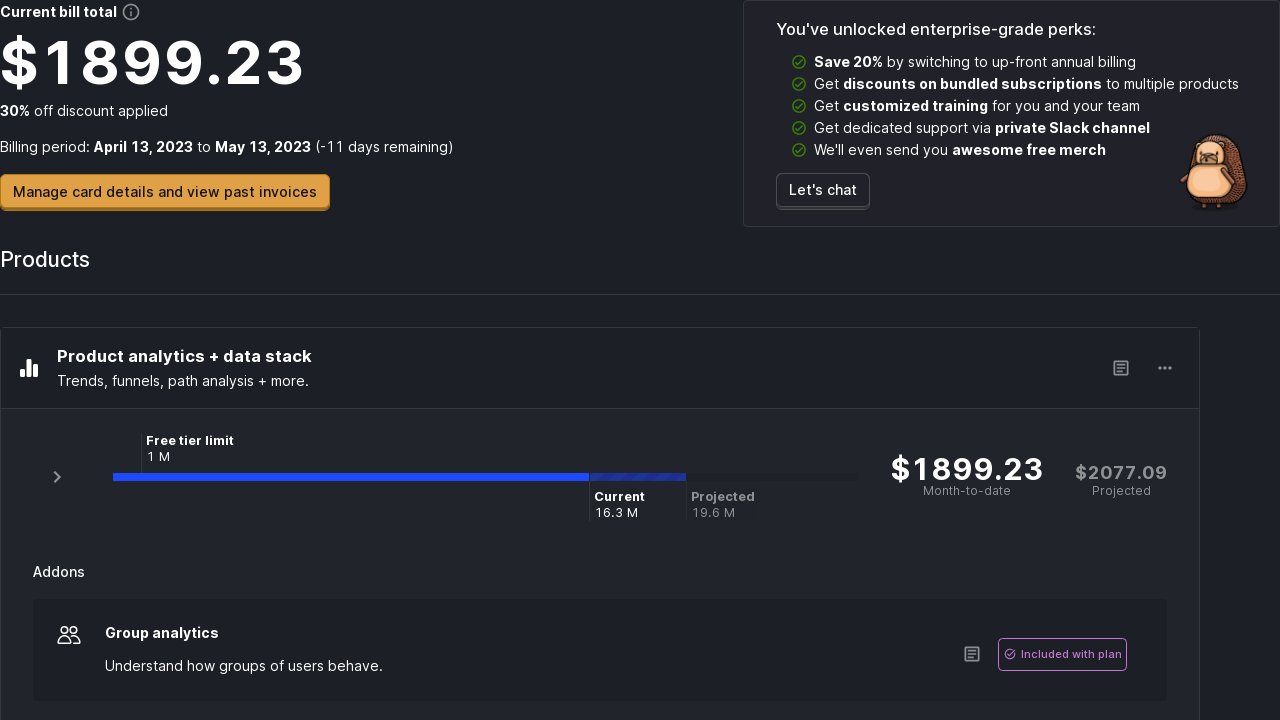 Current bill total
$1899.23
30% off discount applied
Billing period: April 13, 2023 to May 13, 2023 (-11 days remaining)
Manage card details and view past invoices
You've unlocked enterprise-grade perks:
Save 20% by switching to up-front annual billing
Get discounts on bundled subscriptions to multiple products
Get customized training for you and your team
Get dedicated support via private Slack channel
We'll even send you awesome free merch
Let's chat
Products
Product analytics + data stack
Trends, funnels, path analysis + more.
Free tier limit
1 M
Current
16.3 M
Projected
19.6 M
$1899.23
Month-to-date
$2077.09
Projected
Addons
Group analytics
Understand how groups of users behave.
Included with plan